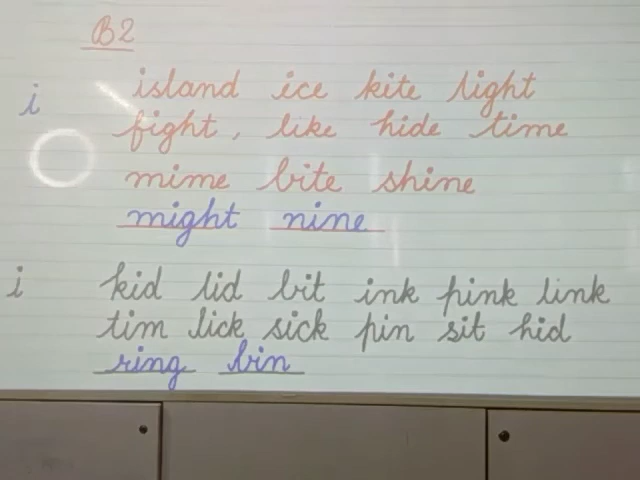 B2
i island ice kite light
fight, like hide time
mime bite shine
might nine
i kid lid bit ink pink link
tim lick sick pin sit hid
ring bin